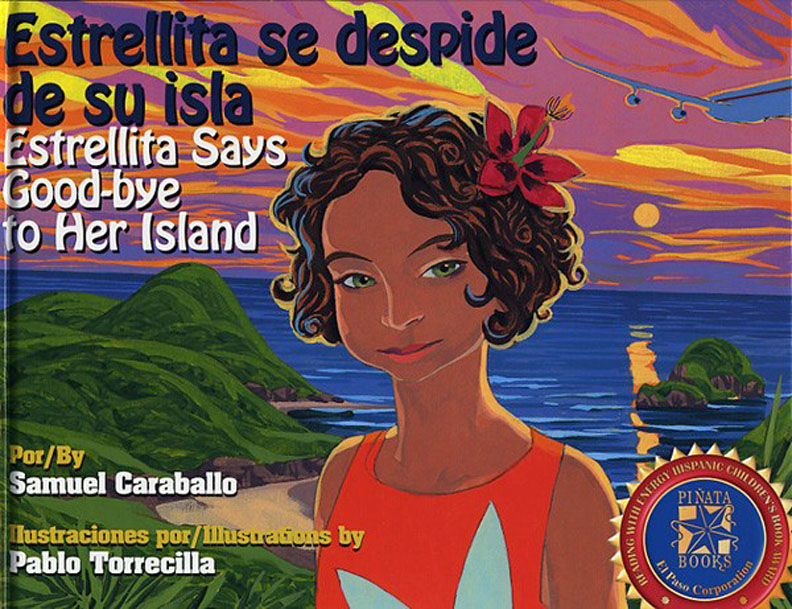 Estrellita se despide
de su isla
Estrellita Says
Good-bye
to Her Island
Por/By
Samuel Caraballo
Ilustraciones por/Illustrations by
Pablo Torrecilla
READING WITH ENERGY HISPANIC CHILDREN'S BOOK AWARD
PIÑATA
BOOKS
El Paso Corporation